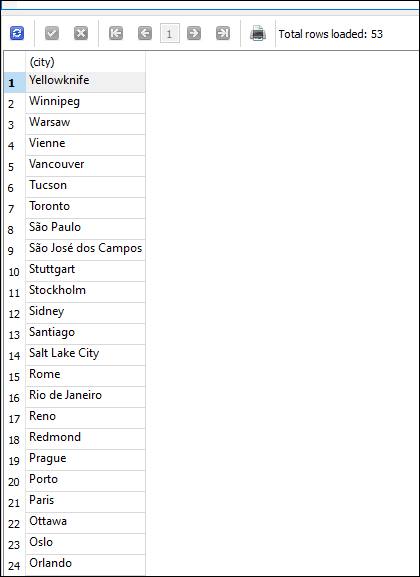 1 Total rows loaded: 53
(city)
1 Yellowknife
2 Winnipeg
3 Warsaw
4 Vienne
5 Vancouver
6 Tucson
7 Toronto
8 São Paulo
9 São José dos Campos
10 Stuttgart
11 Stockholm
12 Sidney
13 Santiago
14 Salt Lake City
15 Rome
16 Rio de Janeiro
17 Reno
18 Redmond
19 Prague
20 Porto
21 Paris
22 Ottawa
23 Oslo
24 Orlando